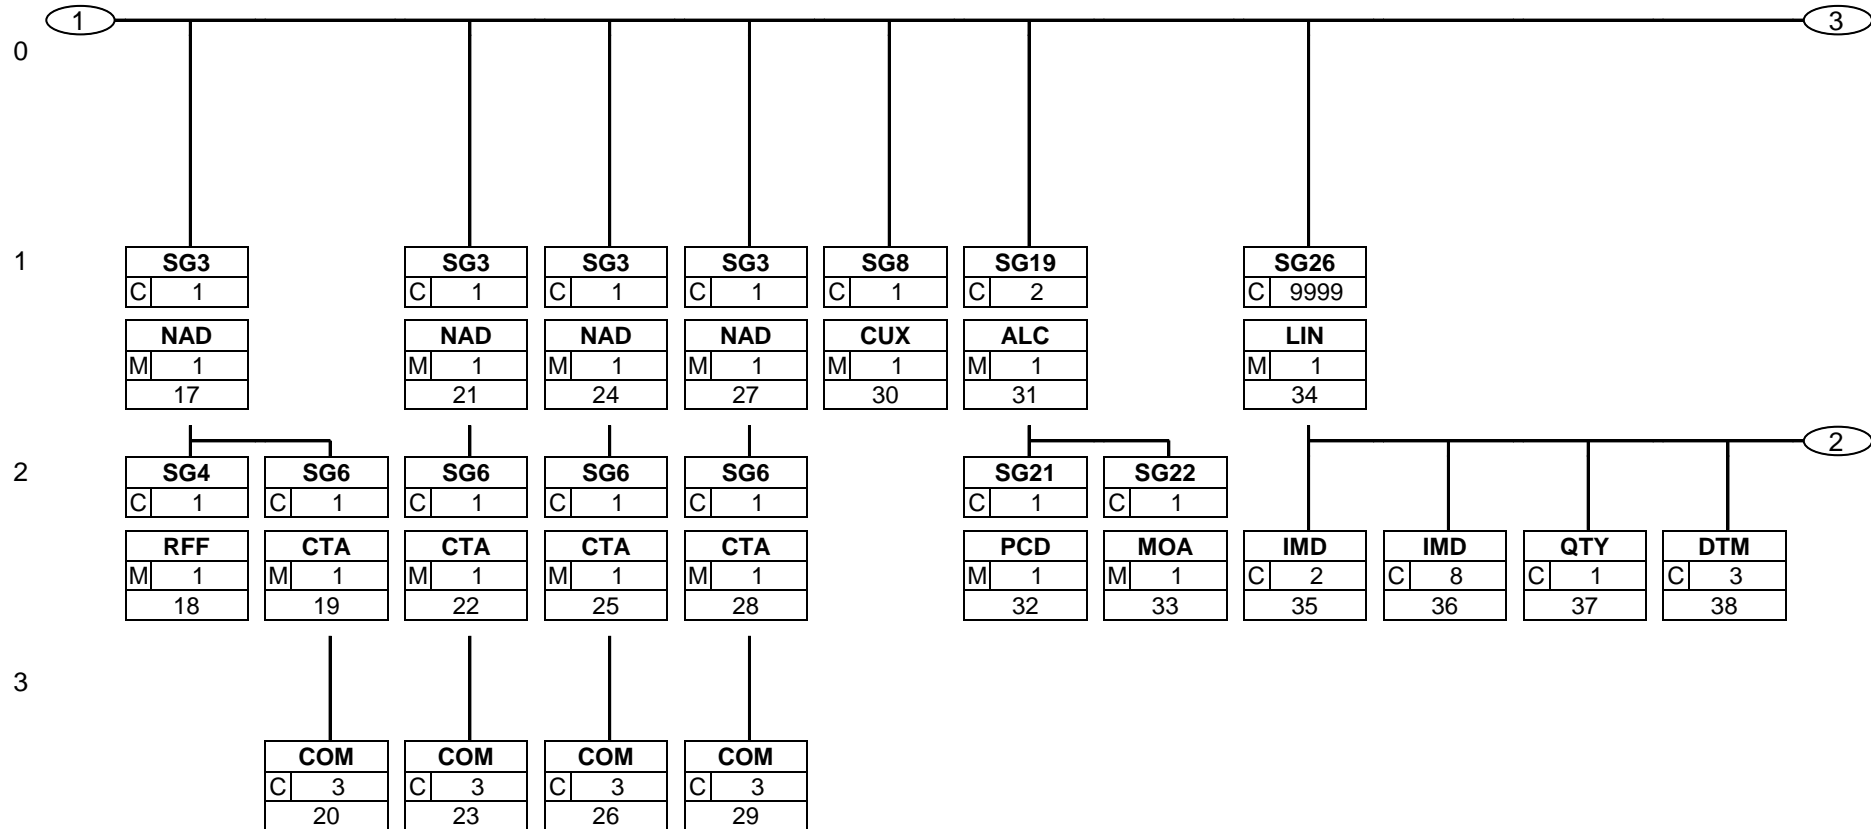 1 3
0
1 SG3 SG3 SG3 SG3 SG8 SG19 SG26
C 1 C 1 C 1 C 1 C 1 C 2 C 9999
NAD NAD NAD NAD CUX ALC LIN
M 1 M 1 M 1 M 1 M 1 M 1 M 1
17 21 24 27 30 31 34
2
2 SG4 SG6 SG6 SG6 SG6 SG21 SG22
C 1 C 1 C 1 C 1 C 1 C 1 C 1
RFF CTA CTA CTA CTA PCD MOA IMD IMD QTY DTM
M 1 M 1 M 1 M 1 M 1 M 1 M 1 C 2 C 8 C 1 C 3
18 19 22 25 28 32 33 35 36 37 38
3
COM COM COM COM
C 3 C 3 C 3 C 3
20 23 26 29